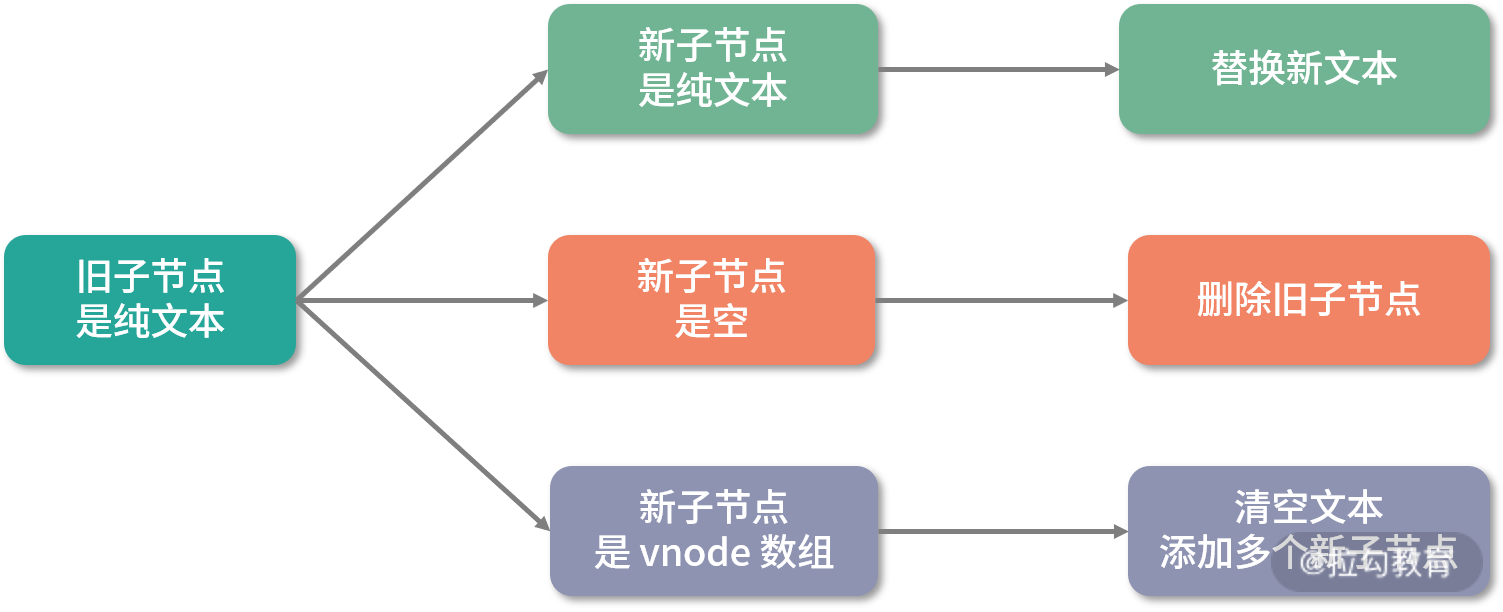 新子节点
是纯文本
替换新文本
旧子节点
是纯文本
新子节点
是空
删除旧子节点
新子节点
是 vnode 数组
清空文本
添加多个新子节点
@拉勾教育